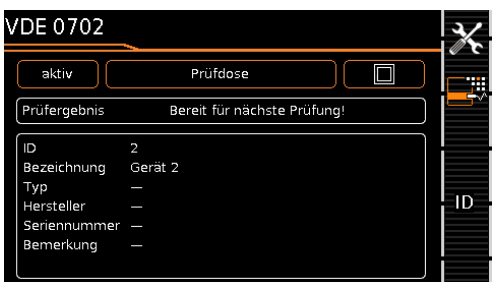 VDE 0702
aktiv Prüfdose
Prüfergebnis Bereit für nächste Prüfung!
ID 2
Bezeichnung Gerät 2
Typ —
Hersteller —
Seriennummer —
Bemerkung —
ID